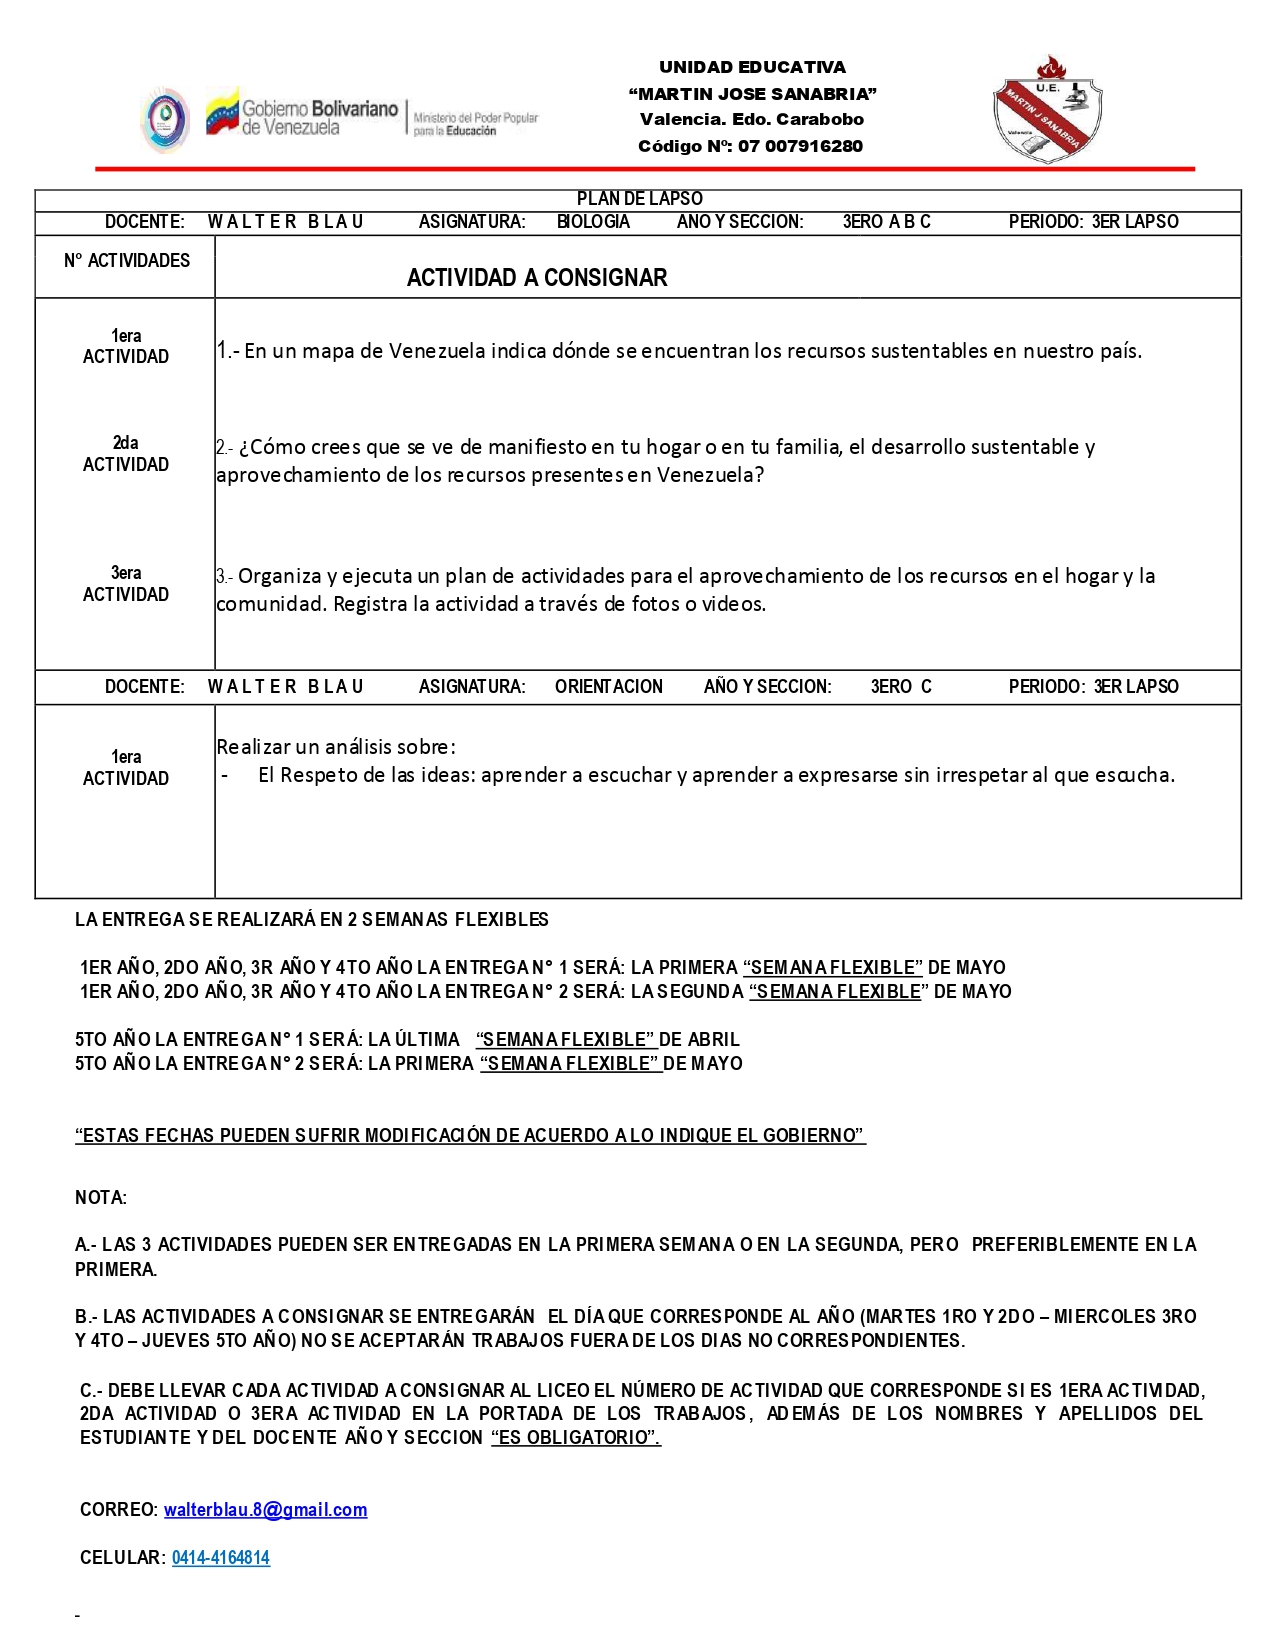 UNIDAD EDUCATIVA
“MARTIN JOSE SANABRIA”
Valencia. Edo. Carabobo
Código Nº: 07 007916280
Gobierno Bolivariano
de Venezuela
Ministerio del Poder Popular
para la Educación
U.E.
MARTIN J SANABRIA
Valencia
PLAN DE LAPSO
DOCENTE: WALTER BLAU ASIGNATURA: BIOLOGIA ANO Y SECCION: 3ERO A B C PERIODO: 3ER LAPSO
Nº ACTIVIDADES
ACTIVIDAD A CONSIGNAR
1era
ACTIVIDAD
1.- En un mapa de Venezuela indica dónde se encuentran los recursos sustentables en nuestro país.
2da
ACTIVIDAD
2.- ¿Cómo crees que se ve de manifiesto en tu hogar o en tu familia, el desarrollo sustentable y
aprovechamiento de los recursos presentes en Venezuela?
3era
ACTIVIDAD
3.- Organiza y ejecuta un plan de actividades para el aprovechamiento de los recursos en el hogar y la
comunidad. Registra la actividad a través de fotos o videos.
DOCENTE: WALTER BLAU ASIGNATURA: ORIENTACION AÑO Y SECCION: 3ERO C PERIODO: 3ER LAPSO
1era
ACTIVIDAD
Realizar un análisis sobre:
- El Respeto de las ideas: aprender a escuchar y aprender a expresarse sin irrespetar al que escucha.
LA ENTREGA SE REALIZARÁ EN 2 SEMANAS FLEXIBLES
1ER AÑO, 2DO AÑO, 3R AÑO Y 4TO AÑO LA ENTREGA N° 1 SERÁ: LA PRIMERA “SEMANA FLEXIBLE” DE MAYO
1ER AÑO, 2DO AÑO, 3R AÑO Y 4TO AÑO LA ENTREGA N° 2 SERÁ: LA SEGUNDA “SEMANA FLEXIBLE” DE MAYO
5TO AÑO LA ENTREGA N° 1 SERÁ: LA ÚLTIMA “SEMANA FLEXIBLE” DE ABRIL
5TO AÑO LA ENTREGA N° 2 SERÁ: LA PRIMERA “SEMANA FLEXIBLE” DE MAYO
“ESTAS FECHAS PUEDEN SUFRIR MODIFICACIÓN DE ACUERDO A LO INDIQUE EL GOBIERNO”
NOTA:
A.- LAS 3 ACTIVIDADES PUEDEN SER ENTREGADAS EN LA PRIMERA SEMANA O EN LA SEGUNDA, PERO PREFERIBLEMENTE EN LA
PRIMERA.
B.- LAS ACTIVIDADES A CONSIGNAR SE ENTREGARÁN EL DÍA QUE CORRESPONDE AL AÑO (MARTES 1RO Y 2DO – MIERCOLES 3RO
Y 4TO – JUEVES 5TO AÑO) NO SE ACEPTARÁN TRABAJOS FUERA DE LOS DIAS NO CORRESPONDIENTES.
C.- DEBE LLEVAR CADA ACTIVIDAD A CONSIGNAR AL LICEO EL NÚMERO DE ACTIVIDAD QUE CORRESPONDE SI ES 1ERA ACTIVIDAD,
2DA ACTIVIDAD O 3ERA ACTIVIDAD EN LA PORTADA DE LOS TRABAJOS, ADEMÁS DE LOS NOMBRES Y APELLIDOS DEL
ESTUDIANTE Y DEL DOCENTE AÑO Y SECCION “ES OBLIGATORIO”.
CORREO: walterblau.8@gmail.com
CELULAR: 0414-4164814
-